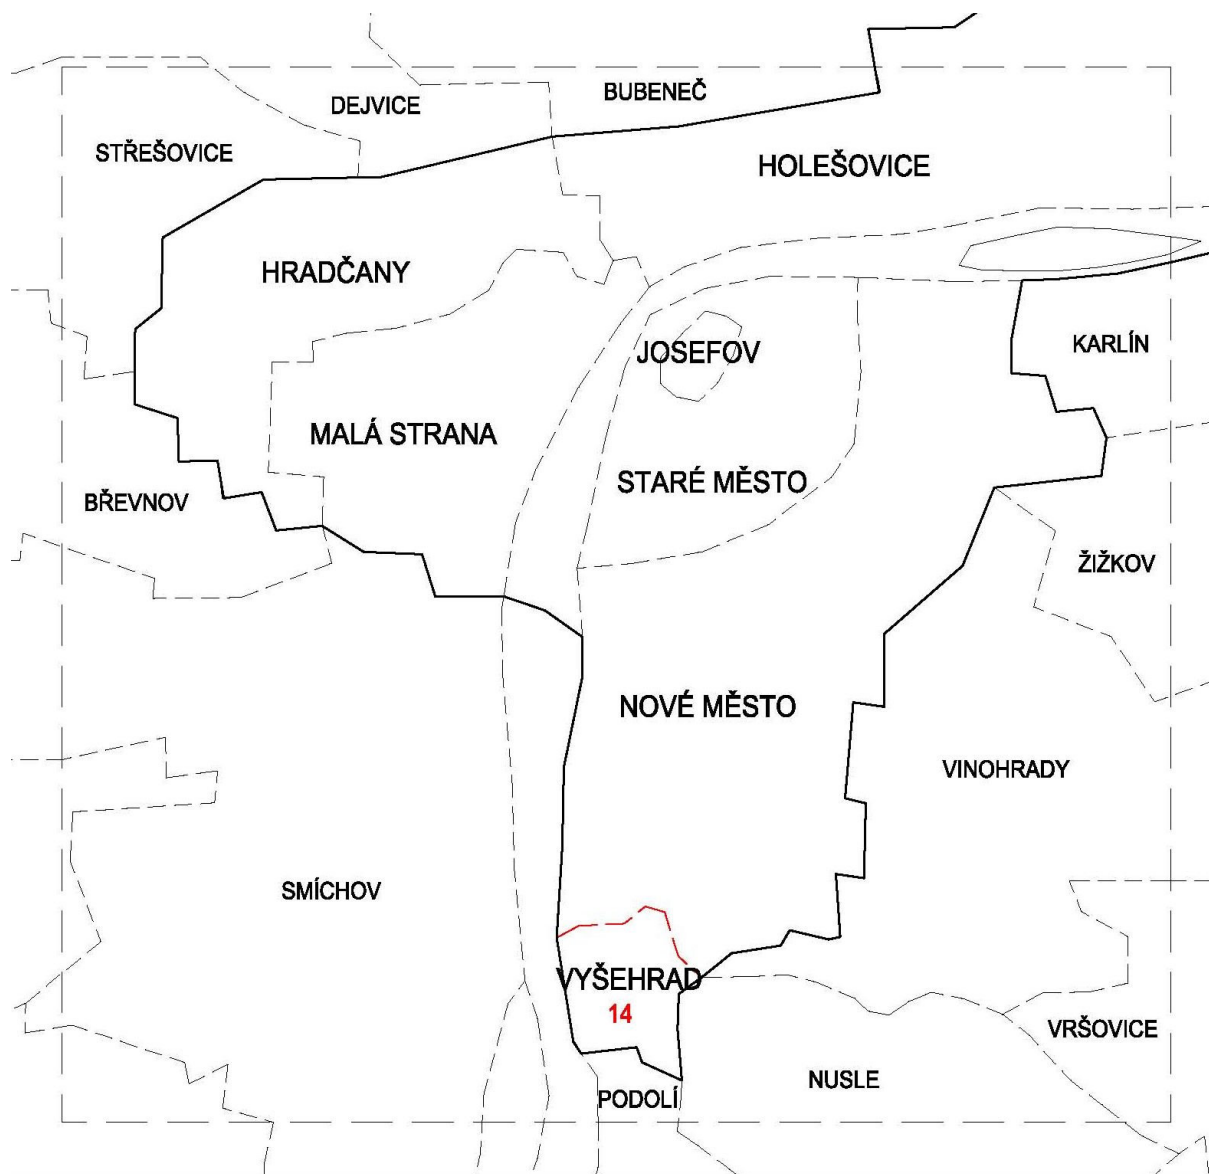 BUBENEČ
DEJVICE
STŘEŠOVICE
HOLEŠOVICE
HRADČANY
KARLÍN
JOSEFOV
MALÁ STRANA
STARÉ MĚSTO
BŘEVNOV
ŽIŽKOV
NOVÉ MĚSTO
VINOHRADY
SMÍCHOV
VYŠEHRAD
14
VRŠOVICE
NUSLE
PODOLÍ